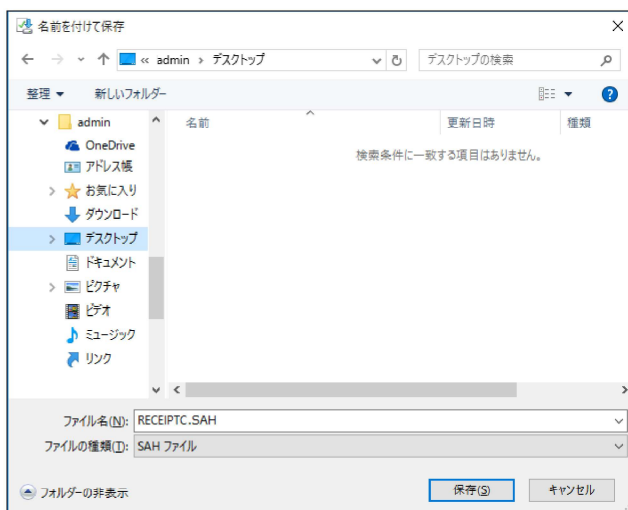 名前を付けて保存
« admin › デスクトップ
デスクトップの検索
整理
新しいフォルダー
admin
OneDrive
アドレス帳
お気に入り
ダウンロード
デスクトップ
ドキュメント
ピクチャ
ビデオ
ミュージック
リンク
名前
更新日時
種類
検索条件に一致する項目はありません。
ファイル名(N): RECEIPTC.SAH
ファイルの種類(T): SAH ファイル
フォルダーの非表示
保存(S)
キャンセル